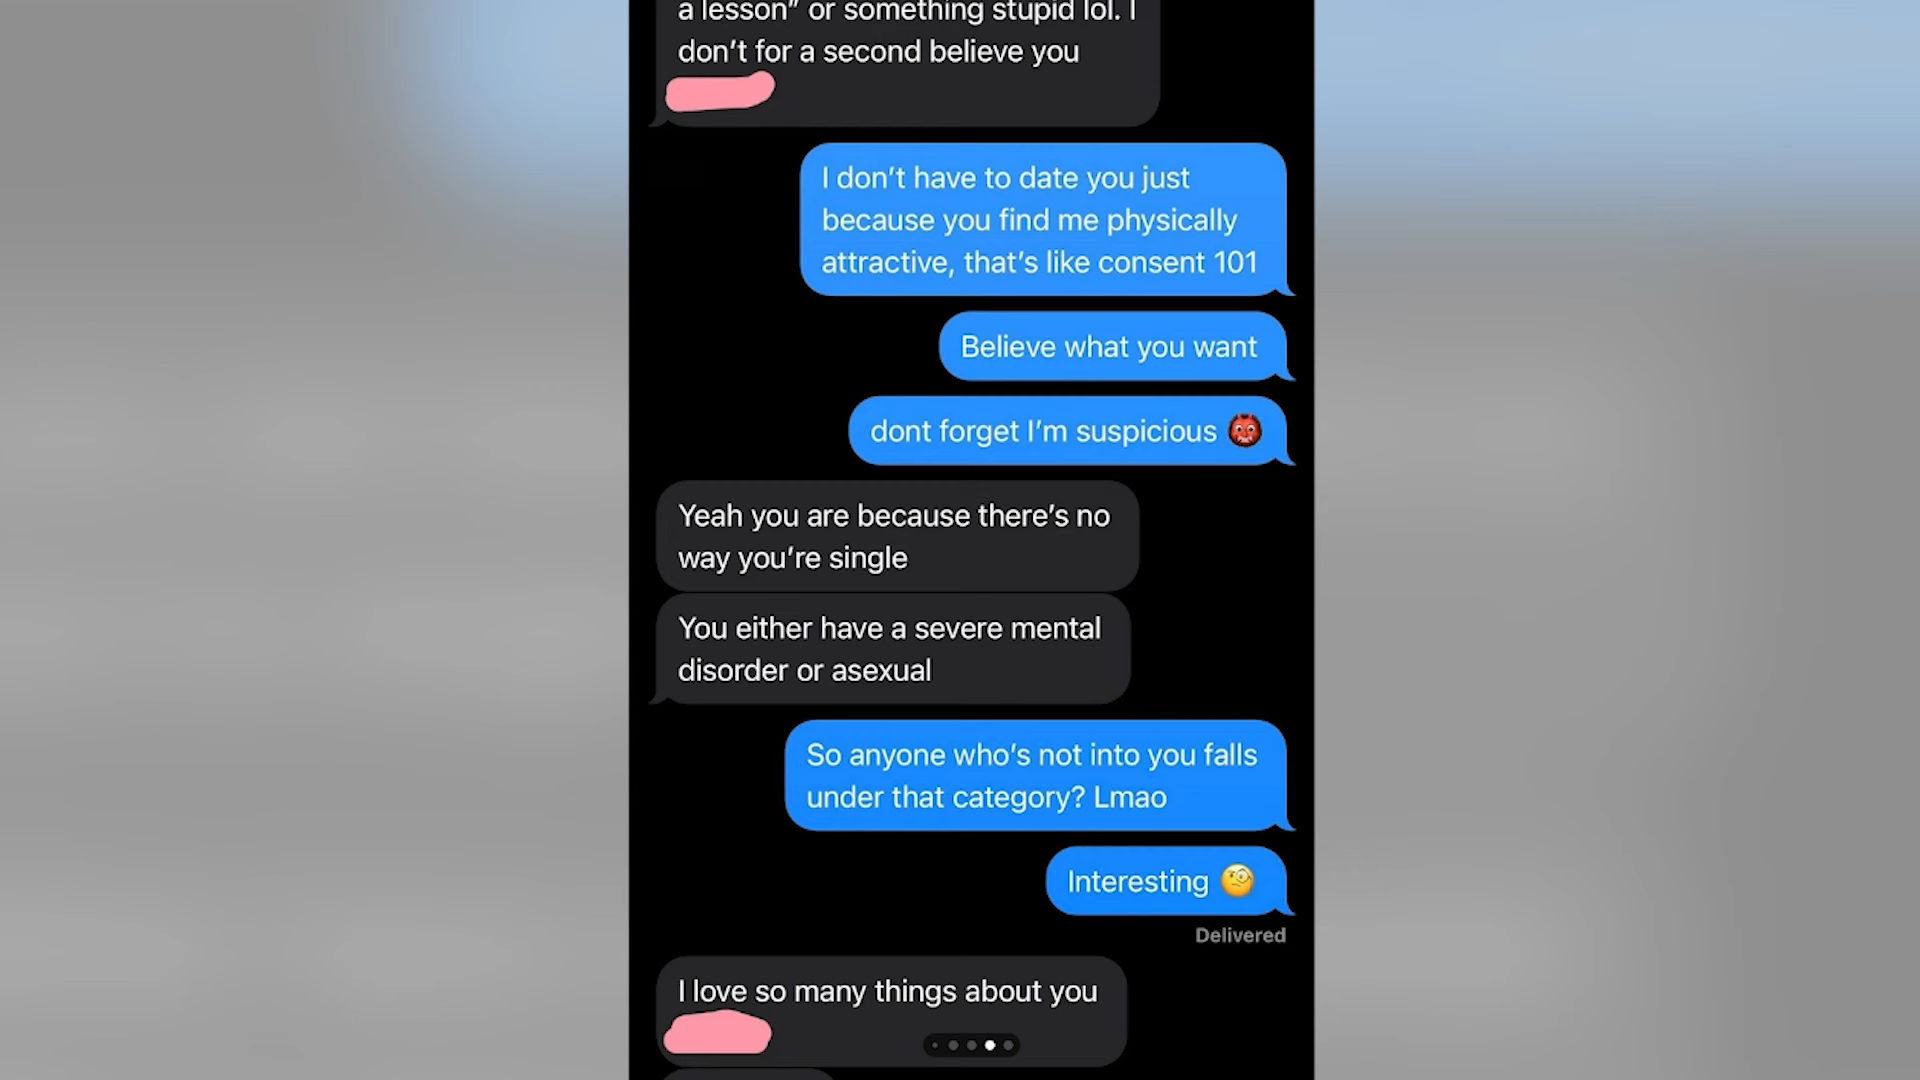 a lesson” or something stupid lol. I
don’t for a second believe you
I don’t have to date you just
because you find me physically
attractive, that’s like consent 101
Believe what you want
dont forget I’m suspicious 👹
Yeah you are because there’s no
way you’re single
You either have a severe mental
disorder or asexual
So anyone who’s not into you falls
under that category? Lmao
Interesting 🧐
Delivered
I love so many things about you